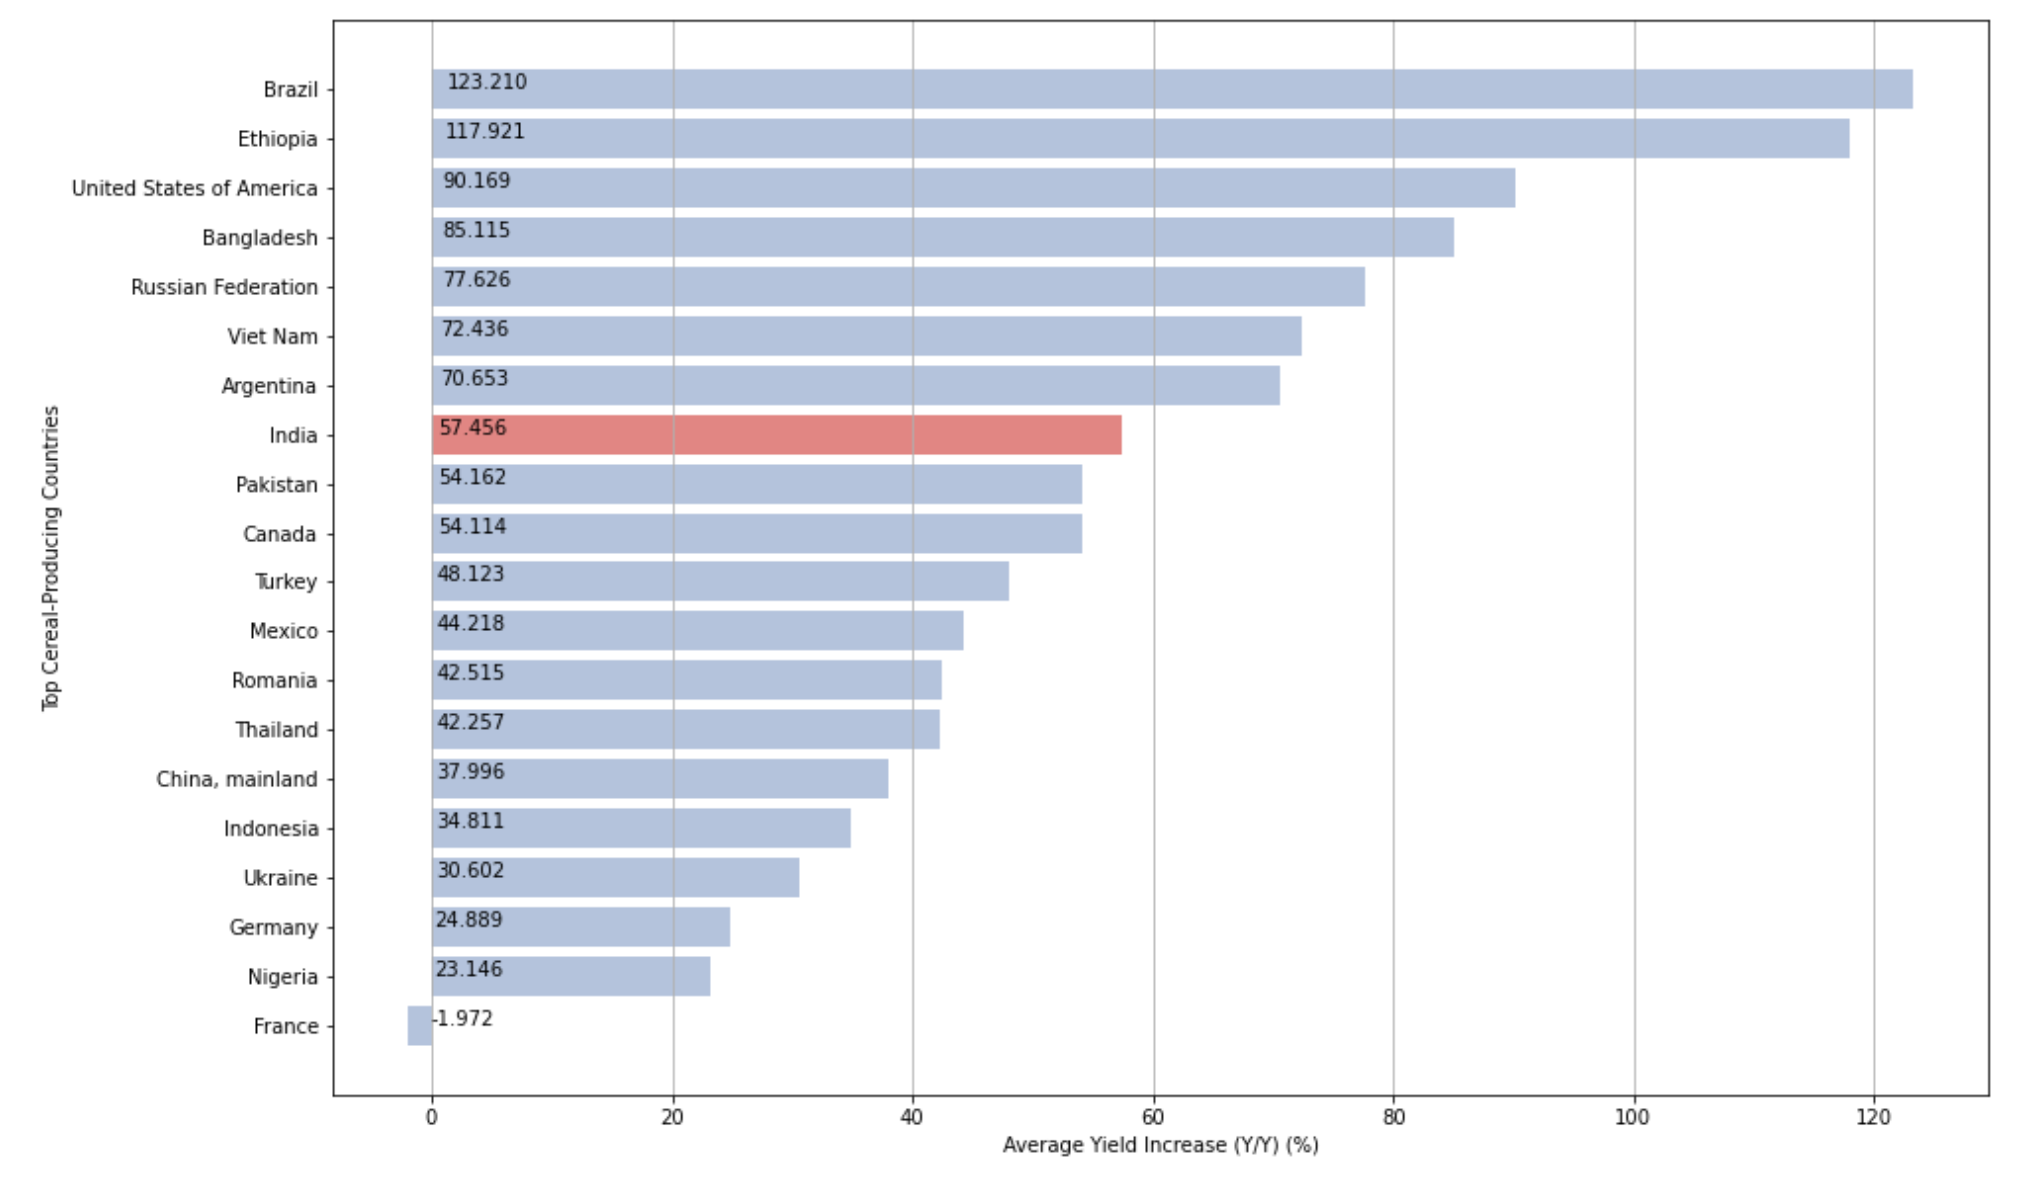 Brazil 123.210
Ethiopia 117.921
United States of America 90.169
Bangladesh 85.115
Russian Federation 77.626
Viet Nam 72.436
Argentina 70.653
India 57.456
Pakistan 54.162
Canada 54.114
Turkey 48.123
Mexico 44.218
Romania 42.515
Thailand 42.257
China, mainland 37.996
Indonesia 34.811
Ukraine 30.602
Germany 24.889
Nigeria 23.146
France -1.972
Top Cereal-Producing Countries
0 20 40 60 80 100 120
Average Yield Increase (Y/Y) (%)